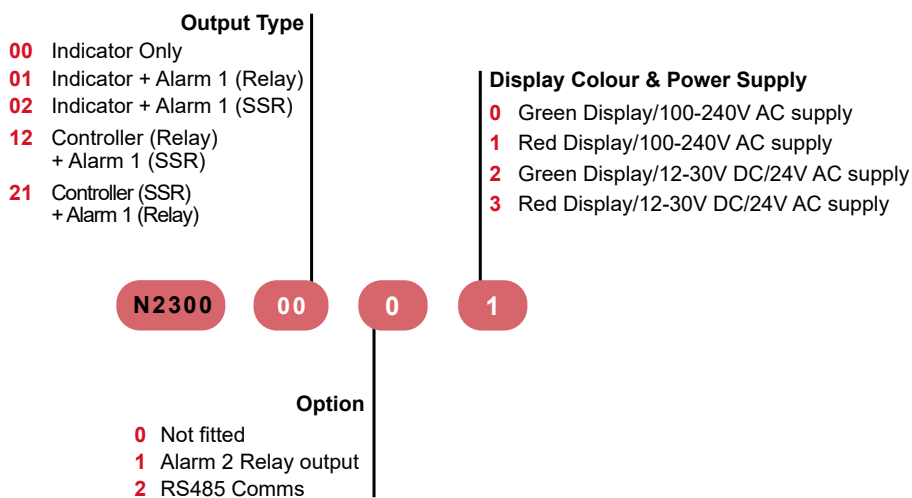 Output Type
00 Indicator Only
01 Indicator + Alarm 1 (Relay)
02 Indicator + Alarm 1 (SSR)
12 Controller (Relay)
+ Alarm 1 (SSR)
21 Controller (SSR)
+ Alarm 1 (Relay)
Display Colour & Power Supply
0 Green Display/100-240V AC supply
1 Red Display/100-240V AC supply
2 Green Display/12-30V DC/24V AC supply
3 Red Display/12-30V DC/24V AC supply
N2300 00 0 1
Option
0 Not fitted
1 Alarm 2 Relay output
2 RS485 Comms